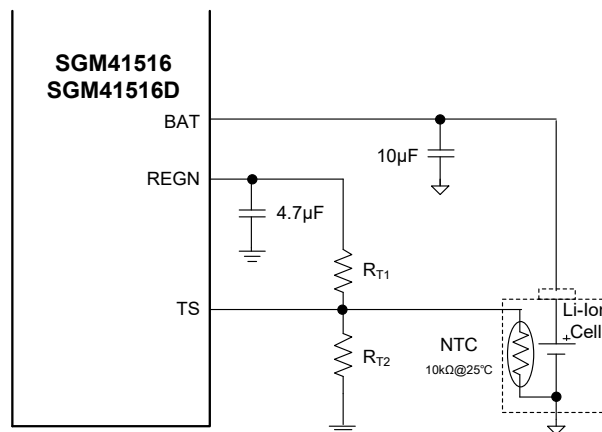 SGM41516
SGM41516D
BAT
10µF
REGN
4.7µF
RT1
TS
Li-Ion
+
Cell
NTC
RT2
10kΩ@25°C